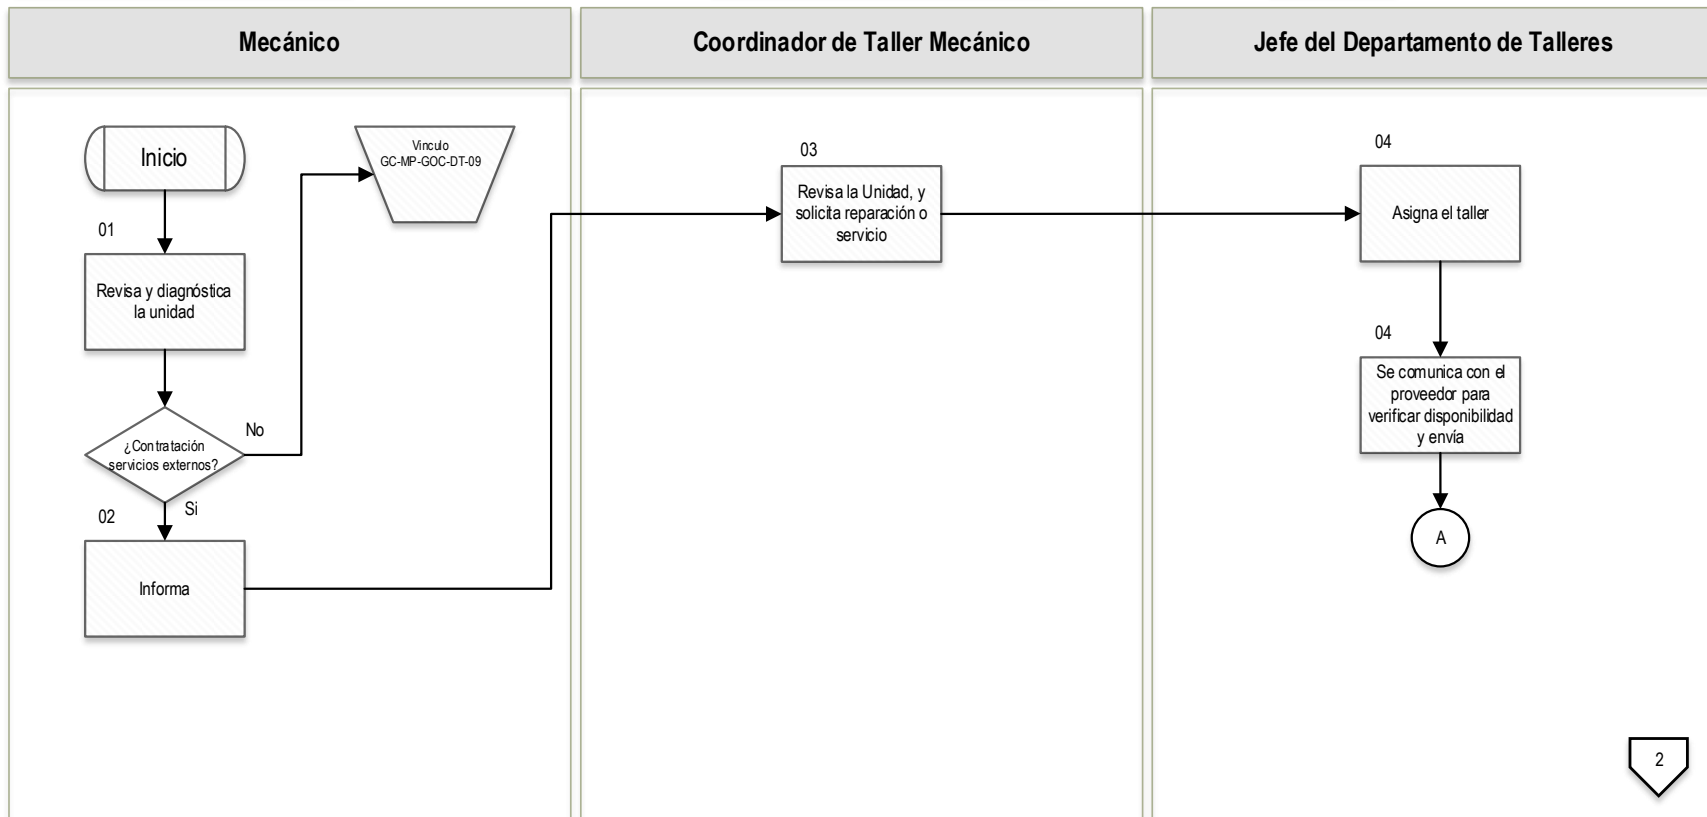 Mecánico
Coordinador de Taller Mecánico
Jefe del Departamento de Talleres
Inicio
Vinculo
GC-MP-GOC-DT-09
01
Revisa y diagnóstica
la unidad
¿Contratación
servicios externos?
No
Si
02
Informa
03
Revisa la Unidad, y
solicita reparación o
servicio
04
Asigna el taller
04
Se comunica con el
proveedor para
verificar disponibilidad
y envía
A
2